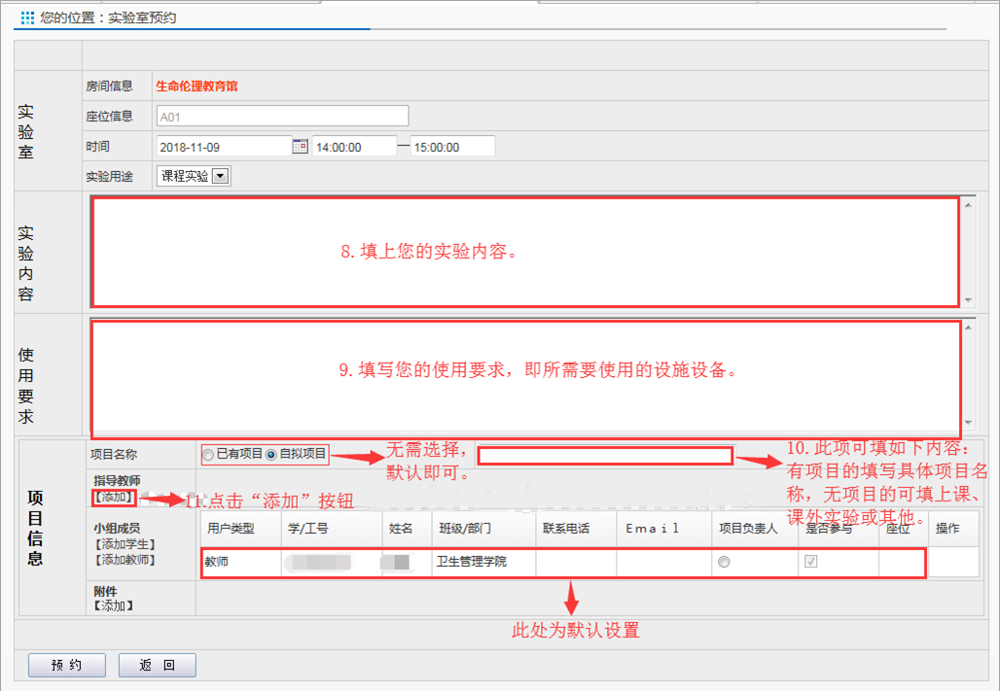 您的位置：实验室预约
实验室
房间信息
生命伦理教育馆
座位信息
A01
时间
2018-11-09
14:00:00
—
15:00:00
实验用途
课程实验
实验内容
8.填上您的实验内容。
使用要求
9.填写您的使用要求，即所需要使用的设施设备。
项目信息
项目名称
已有项目 自拟项目
无需选择，
默认即可。
10.此项可填如下内容：
有项目的填写具体项目名
称，无项目的可填上课、
课外实验或其他。
指导教师
【添加】
11.点击“添加”按钮
小组成员
【添加学生】
【添加教师】
用户类型 学/工号 姓名 班级/部门 联系电话 Email 项目负责人 是否参与 座位 操作
教师 卫生管理学院
附件
【添加】
此处为默认设置
预 约
返 回